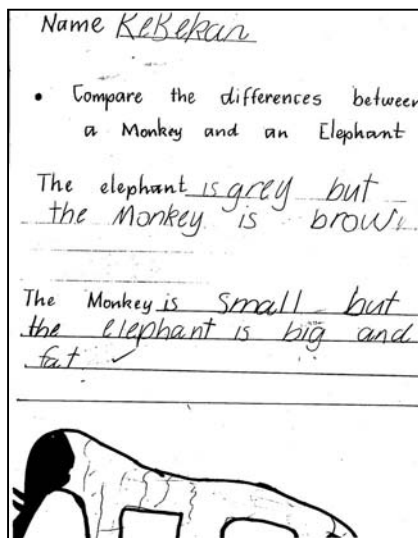 Name KeBekan
• Compare the differences between
a Monkey and an Elephant
The elephant is grey but
the Monkey is brow
The Monkey is small but
the elephant is big and
fat ✓